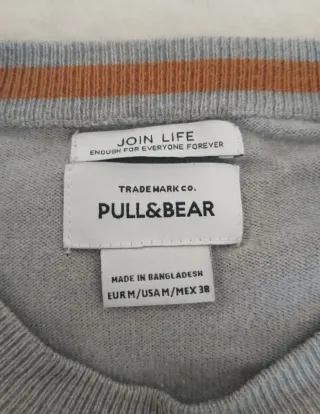 JOIN LIFE
ENOUGH FOR EVERYONE FOREVER
TRADEMARK CO.
PULL&BEAR
MADE IN BANGLADESH
EUR M/USA M/MEX 38